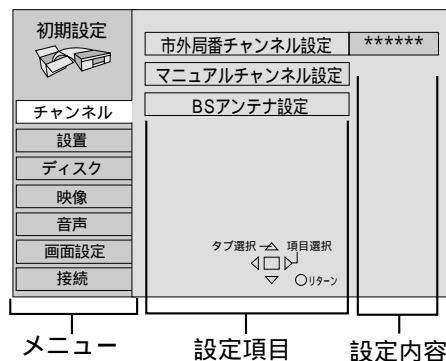 初期設定
市外局番チャンネル設定 ******
マニュアルチャンネル設定
BSアンテナ設定
チャンネル
設置
ディスク
映像
音声
画面設定
接続
タブ選択 項目選択
リターン
メニュー 設定項目 設定内容